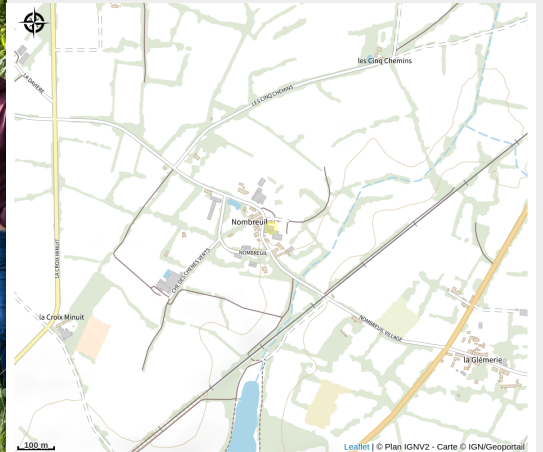 les Cinq Chemins
LA DAVIERE
LES CINQ CHEMINS
Nombreuil
NOMBREUIL
CHE DES CHENES VERTS
LA CROIX MINUIT
la Croix Minuit
NOMBREUIL VILLAGE
la Glémerie
100 m
Leaflet | © Plan IGNV2 - Carte © IGN/Geoportail